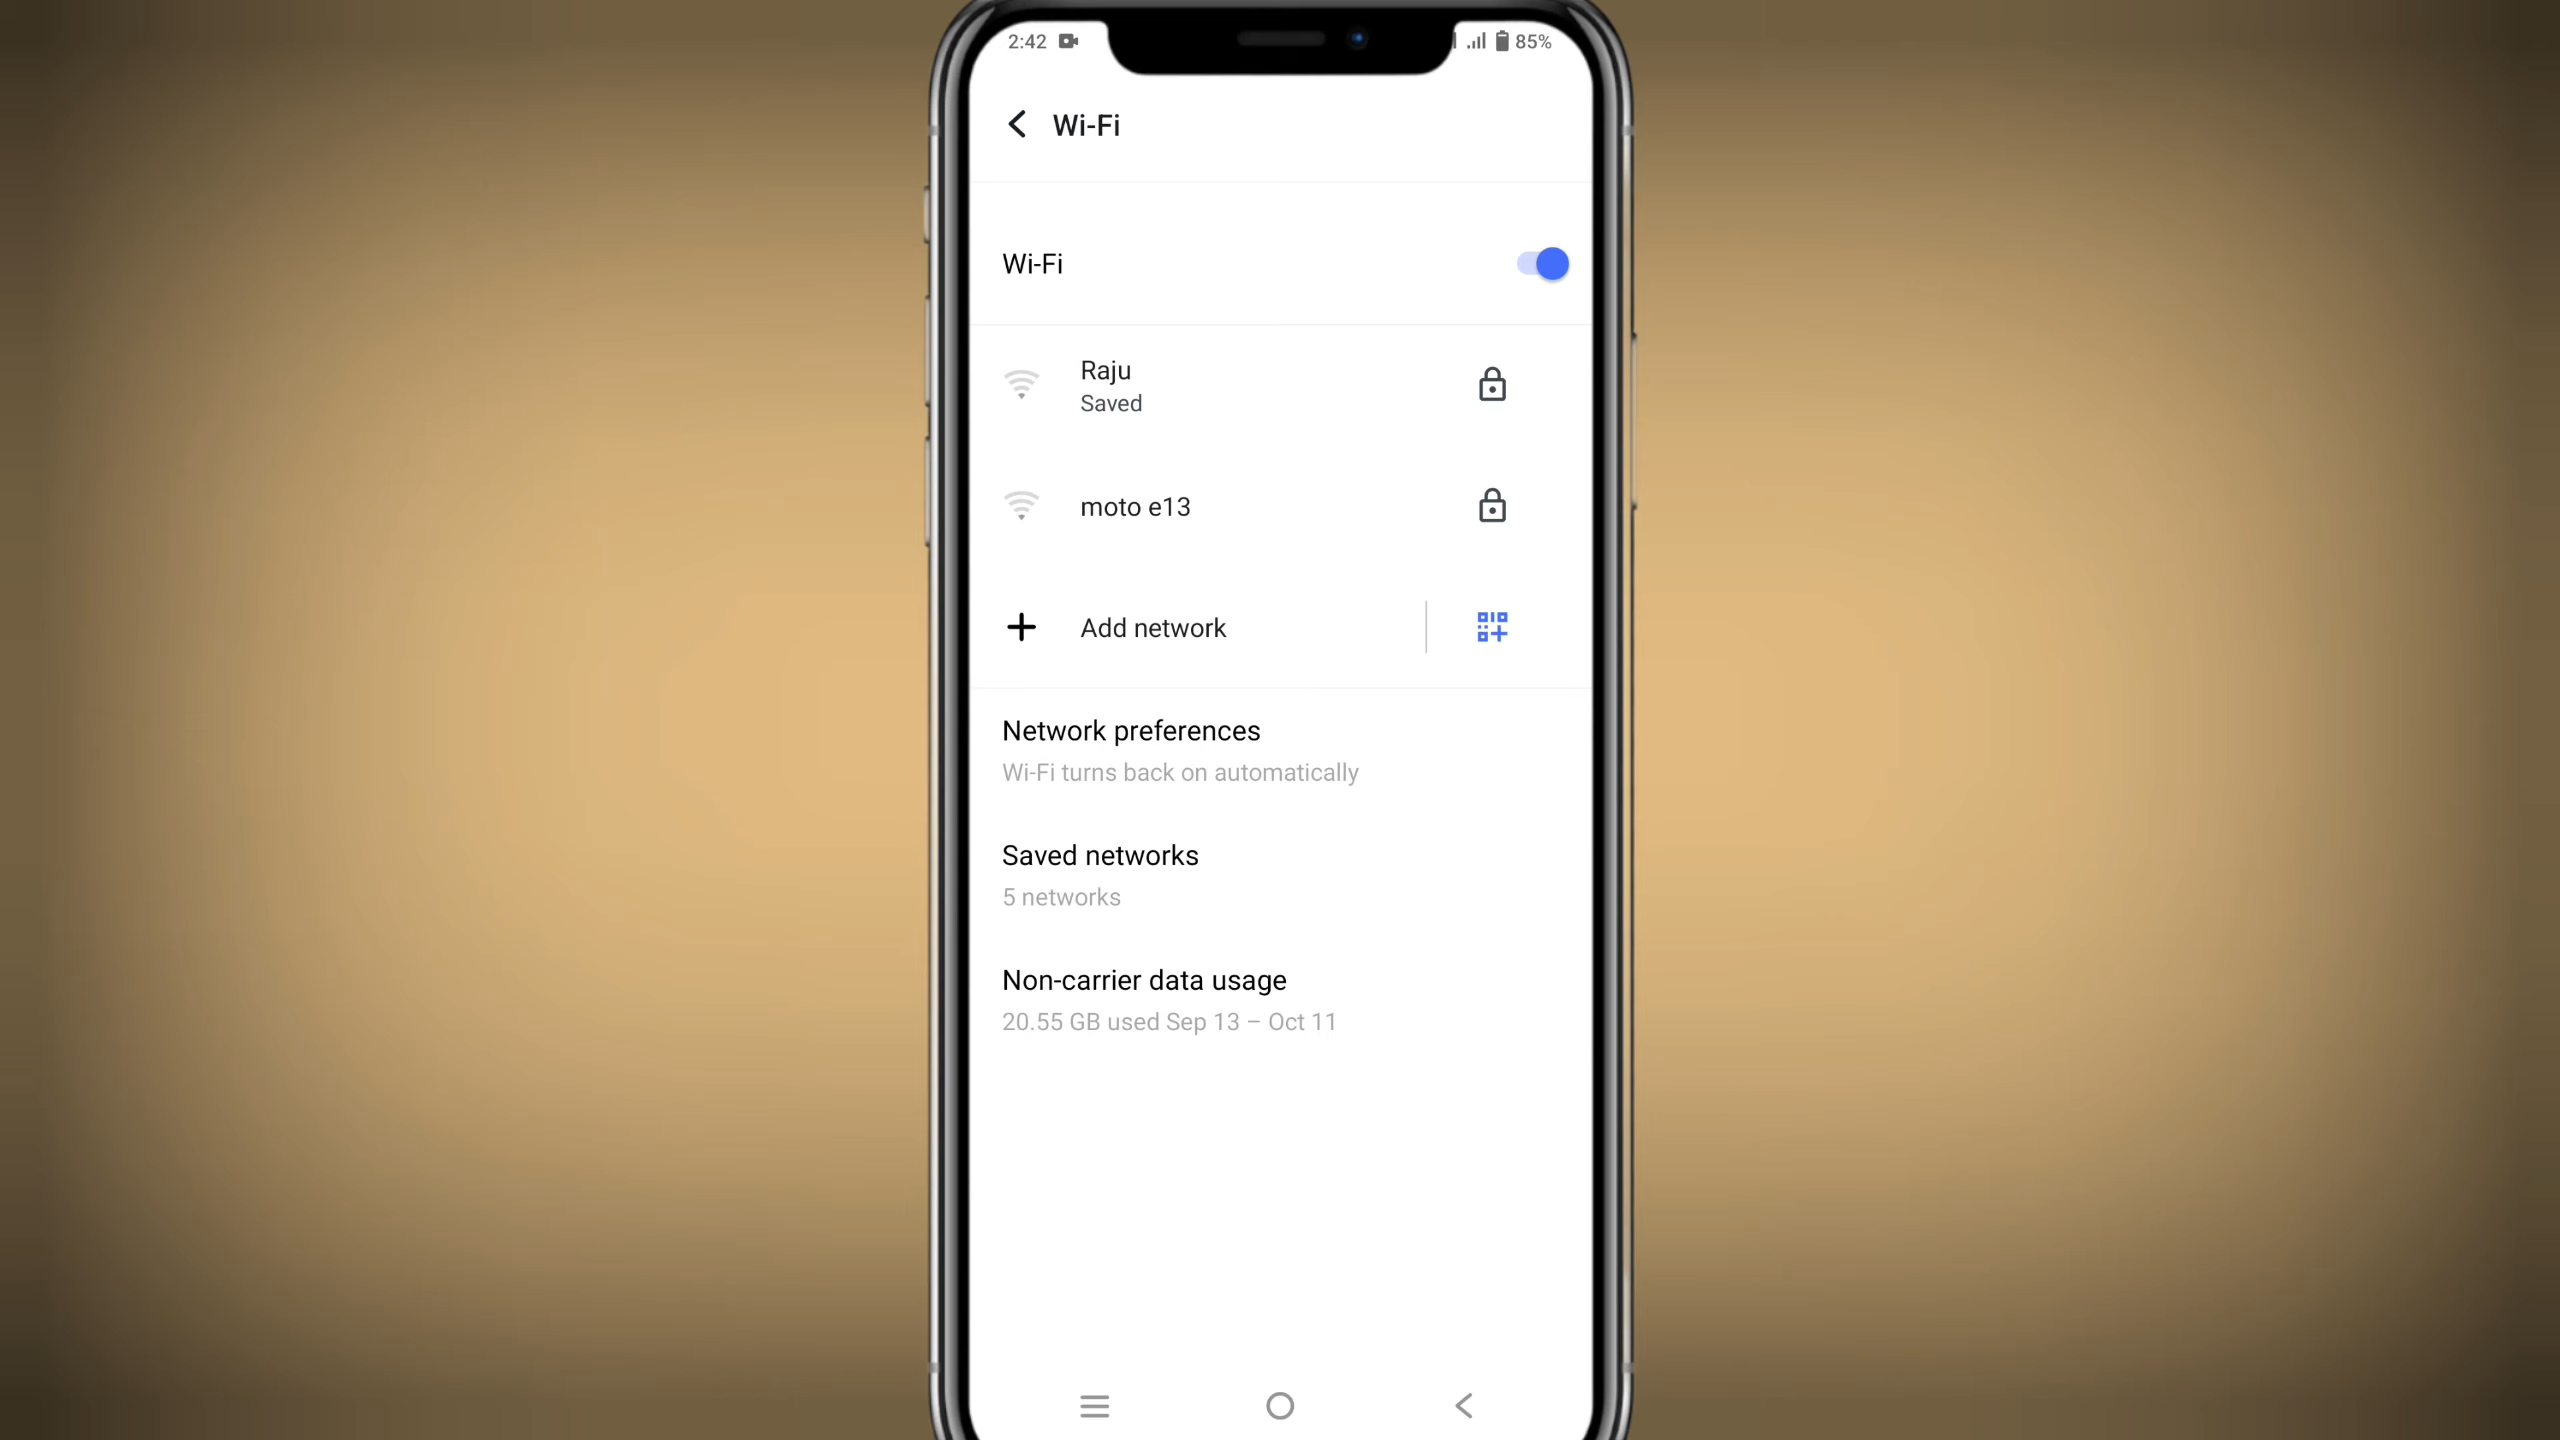 2:42
85%
Wi-Fi
Wi-Fi
Raju
Saved
moto e13
Add network
Network preferences
Wi-Fi turns back on automatically
Saved networks
5 networks
Non-carrier data usage
20.55 GB used Sep 13 – Oct 11